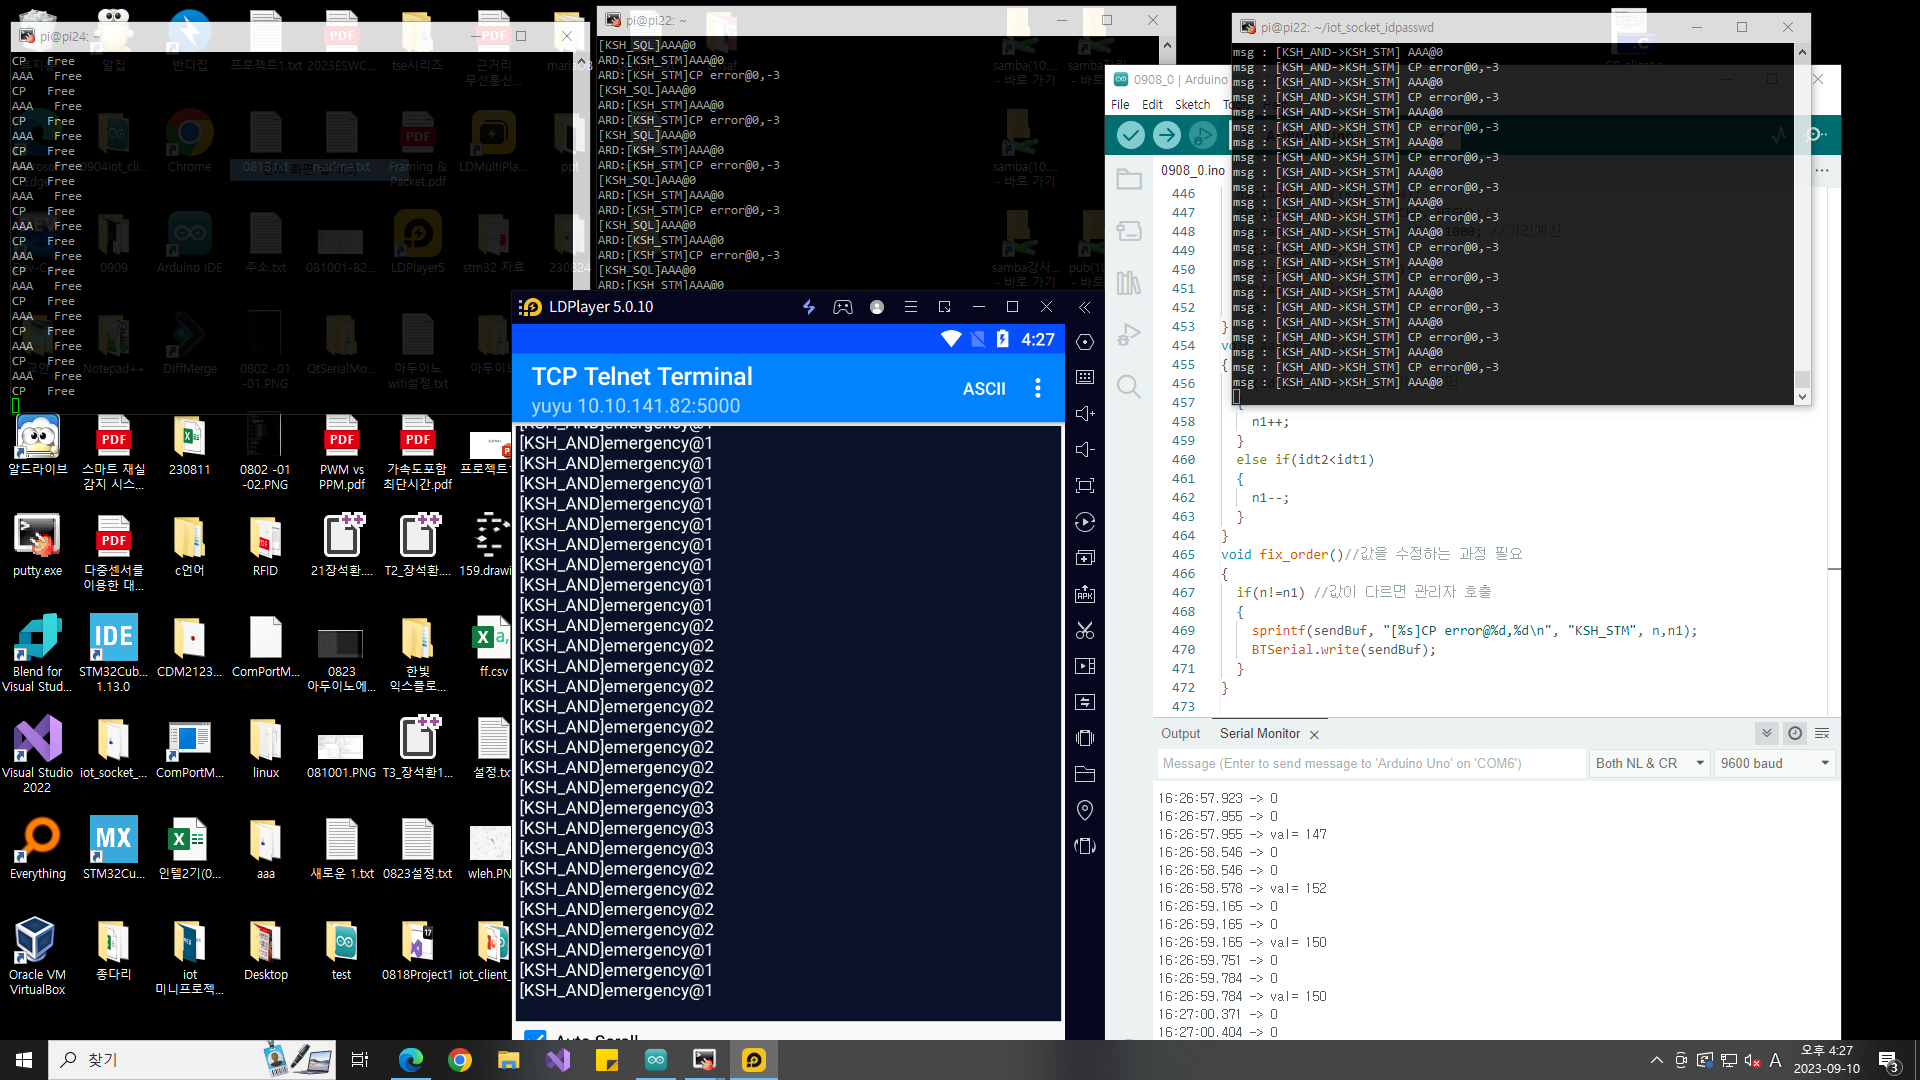 pi@pi24: ~
CP   Free
AAA   Free
CP   Free
AAA   Free
CP   Free
AAA   Free
CP   Free
AAA   Free
CP   Free
AAA   Free
CP   Free
AAA   Free
CP   Free
AAA   Free
CP   Free
AAA   Free
CP   Free
AAA   Free
CP   Free
AAA   Free
CP   Free
AAA   Free
CP   Free
pi@pi22: ~
[KSH_SQL]AAA@0
ARD:[KSH_STM]AAA@0
ARD:[KSH_STM]CP error@0,-3
[KSH_SQL]AAA@0
ARD:[KSH_STM]AAA@0
ARD:[KSH_STM]CP error@0,-3
[KSH_SQL]AAA@0
ARD:[KSH_STM]AAA@0
ARD:[KSH_STM]CP error@0,-3
[KSH_SQL]AAA@0
ARD:[KSH_STM]AAA@0
ARD:[KSH_STM]CP error@0,-3
[KSH_SQL]AAA@0
ARD:[KSH_STM]AAA@0
ARD:[KSH_STM]CP error@0,-3
[KSH_SQL]AAA@0
ARD:[KSH_STM]AAA@0
pi@pi22: ~/iot_socket_idpasswd
msg : [KSH_AND->KSH_STM] AAA@0
msg : [KSH_AND->KSH_STM] CP error@0,-3
msg : [KSH_AND->KSH_STM] AAA@0
msg : [KSH_AND->KSH_STM] CP error@0,-3
msg : [KSH_AND->KSH_STM] AAA@0
msg : [KSH_AND->KSH_STM] CP error@0,-3
msg : [KSH_AND->KSH_STM] AAA@0
msg : [KSH_AND->KSH_STM] CP error@0,-3
msg : [KSH_AND->KSH_STM] AAA@0
msg : [KSH_AND->KSH_STM] CP error@0,-3
msg : [KSH_AND->KSH_STM] AAA@0
msg : [KSH_AND->KSH_STM] CP error@0,-3
msg : [KSH_AND->KSH_STM] AAA@0
msg : [KSH_AND->KSH_STM] CP error@0,-3
msg : [KSH_AND->KSH_STM] AAA@0
msg : [KSH_AND->KSH_STM] CP error@0,-3
msg : [KSH_AND->KSH_STM] AAA@0
msg : [KSH_AND->KSH_STM] CP error@0,-3
msg : [KSH_AND->KSH_STM] AAA@0
msg : [KSH_AND->KSH_STM] CP error@0,-3
msg : [KSH_AND->KSH_STM] AAA@0
msg : [KSH_AND->KSH_STM] CP error@0,-3
msg : [KSH_AND->KSH_STM] AAA@0
LDPlayer 5.0.10
4:27
TCP Telnet Terminal
yuyu 10.10.141.82:5000
ASCII
[KSH_AND]emergency@1
[KSH_AND]emergency@1
[KSH_AND]emergency@1
[KSH_AND]emergency@1
[KSH_AND]emergency@1
[KSH_AND]emergency@1
[KSH_AND]emergency@1
[KSH_AND]emergency@1
[KSH_AND]emergency@1
[KSH_AND]emergency@1
[KSH_AND]emergency@2
[KSH_AND]emergency@2
[KSH_AND]emergency@2
[KSH_AND]emergency@2
[KSH_AND]emergency@2
[KSH_AND]emergency@2
[KSH_AND]emergency@2
[KSH_AND]emergency@2
[KSH_AND]emergency@2
[KSH_AND]emergency@3
[KSH_AND]emergency@3
[KSH_AND]emergency@3
[KSH_AND]emergency@2
[KSH_AND]emergency@2
[KSH_AND]emergency@2
[KSH_AND]emergency@2
[KSH_AND]emergency@1
[KSH_AND]emergency@1
[KSH_AND]emergency@1
Auto Scroll
0908_0 | Arduino
File Edit Sketch
0908_0.ino
446
447
448 1000; //거리계산
449
450
451
452
453 }
454
455 {
456
457 {
458 n1++;
459 }
460 else if(idt2<idt1)
461 {
462 n1--;
463 }
464 }
465 void fix_order()//값을 수정하는 과정 필요
466 {
467 if(n!=n1) //값이 다르면 관리자 호출
468 {
469 sprintf(sendBuf, "[%s]CP error@%d,%d\n", "KSH_STM", n,n1);
470 BTSerial.write(sendBuf);
471 }
472 }
473
Output Serial Monitor
Message (Enter to send message to 'Arduino Uno' on 'COM6')
Both NL & CR
9600 baud
16:26:57.923 -> 0
16:26:57.955 -> 0
16:26:57.955 -> val= 147
16:26:58.546 -> 0
16:26:58.546 -> 0
16:26:58.578 -> val= 152
16:26:59.165 -> 0
16:26:59.165 -> 0
16:26:59.165 -> val= 150
16:26:59.751 -> 0
16:26:59.784 -> 0
16:26:59.784 -> val= 150
16:27:00.371 -> 0
16:27:00.404 -> 0
알집
반디집
프로젝트1.txt
2023ESWC...
tse시리즈
근거리
무선통신...
0904iot_cli...
Chrome
0813.txt
readme.txt
Framing &
Packet.pdf
LDMultiPla...
ppt
0909
Arduino IDE
주소.txt
081001-82...
LDPlayer5
stm32 자료
230824
Notepad++
DiffMerge
0802 -01
-01.PNG
QtSerialMo...
아두이노
wifi설정.txt
samba(10....
- 바로 가기
samba강사...
- 바로 가기
pub(10
- 바로 가기
알드라이브
스마트 재실
감지 시스...
230811
0802 -01
-02.PNG
PWM vs
PPM.pdf
가속도포함
최단시간.pdf
프로젝트
putty.exe
다중센서를
이용한 대...
c언어
RFID
21장석환....
T2_장석환....
159.drawi
Blend for
Visual Stud...
STM32Cub...
1.13.0
CDM2123...
ComPortM...
0823
아두이노에...
한빛
익스플로...
ff.csv
Visual Studio
2022
iot_socket_...
ComPortM...
linux
081001.PNG
T3_장석환1...
설정.tx
Everything
STM32Cu...
인텔2기(0...
aaa
새로운 1.txt
0823설정.txt
wleh.PN
Oracle VM
VirtualBox
종다리
iot
미니프로젝...
Desktop
test
0818Project1
iot_client_
찾기
A
오후 4:27
2023-09-10
3